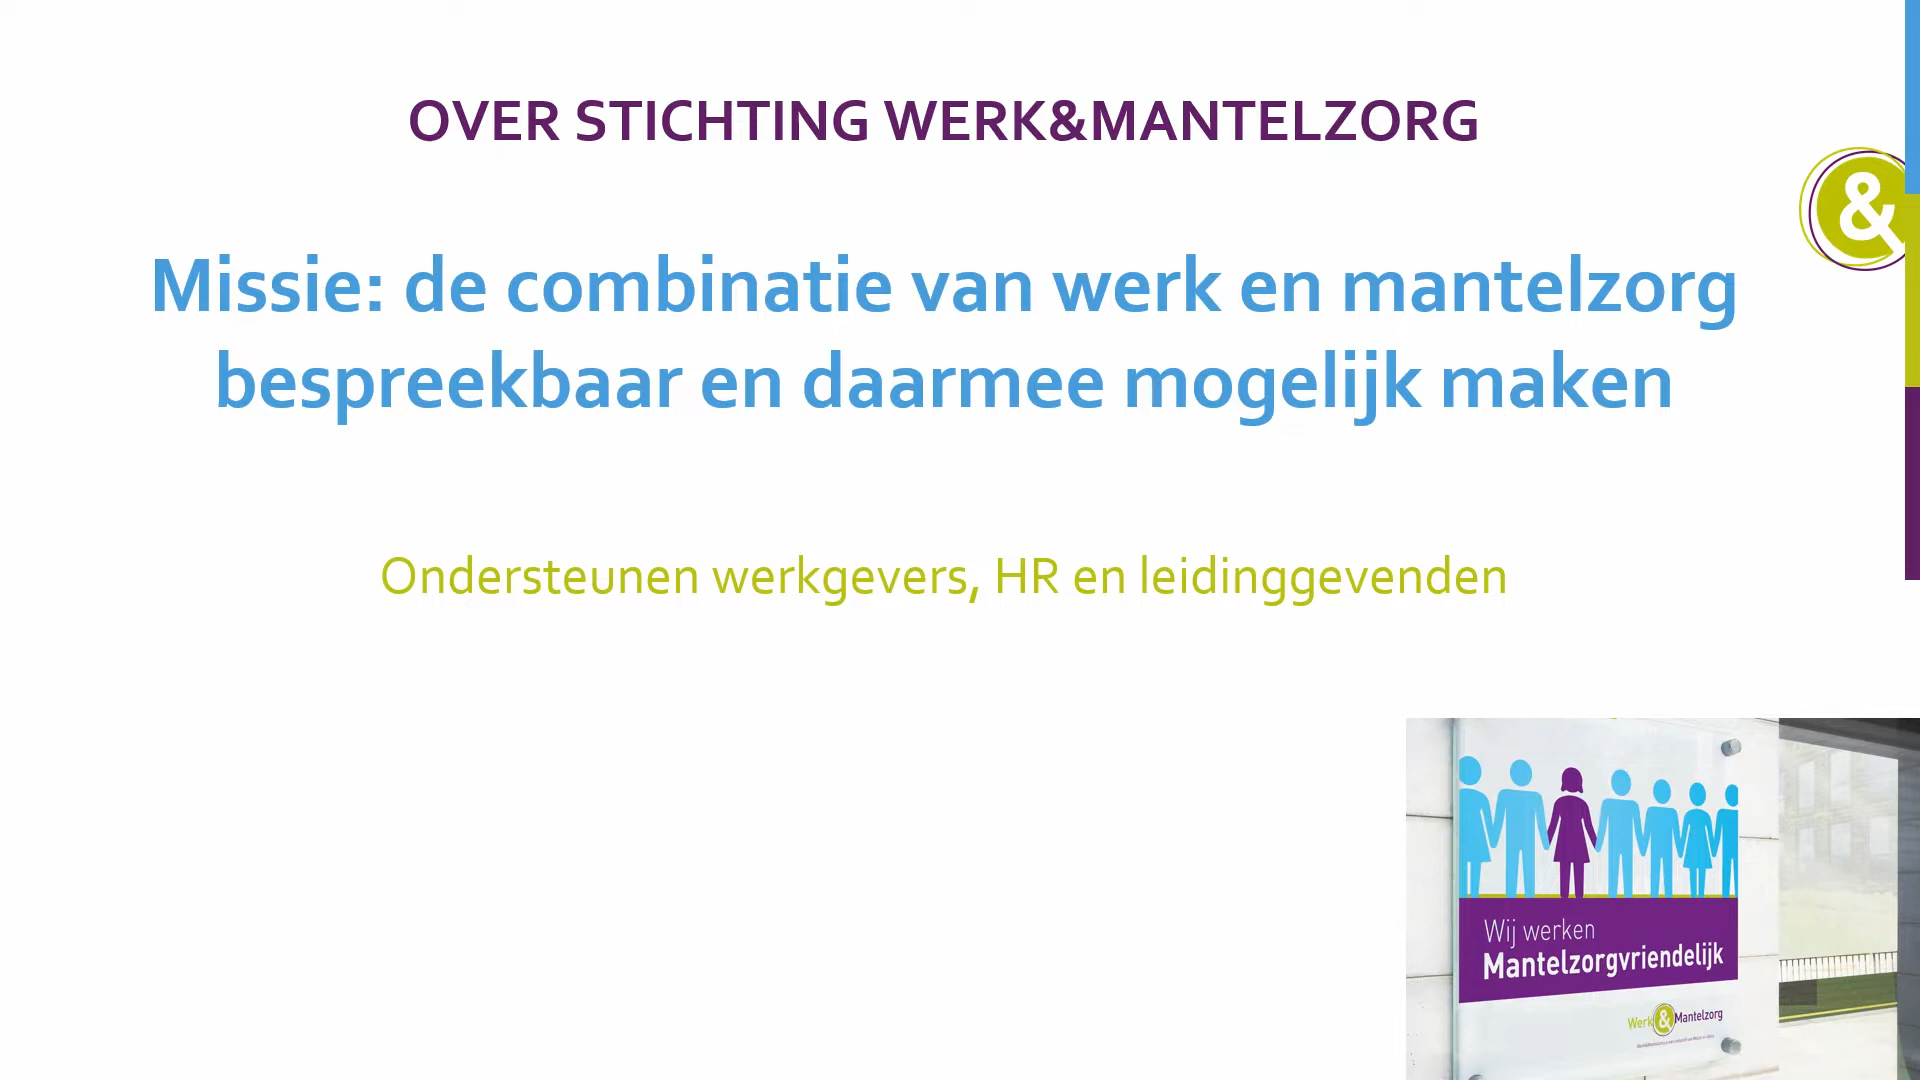 OVER STICHTING WERK&MANTELZORG
&
Missie: de combinatie van werk en mantelzorg
bespreekbaar en daarmee mogelijk maken
Ondersteunen werkgevers, HR en leidinggevenden
Wij werken
Mantelzorgvriendelijk
Werk&Mantelzorg